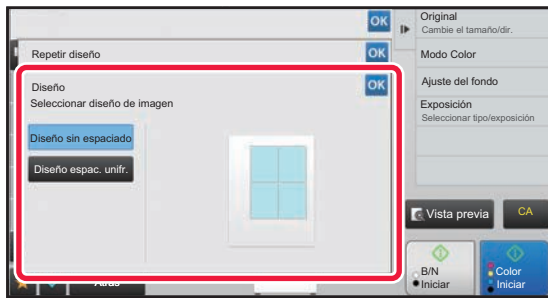 OK
Repetir diseño
OK
Diseño
OK
Seleccionar diseño de imagen
Diseño sin espaciado
Diseño espac. unifr.
Atrás
Original
Cambie el tamaño/dir.
Modo Color
Ajuste del fondo
Exposición
Seleccionar tipo/exposición
Vista previa
CA
B/N
Iniciar
Color
Iniciar